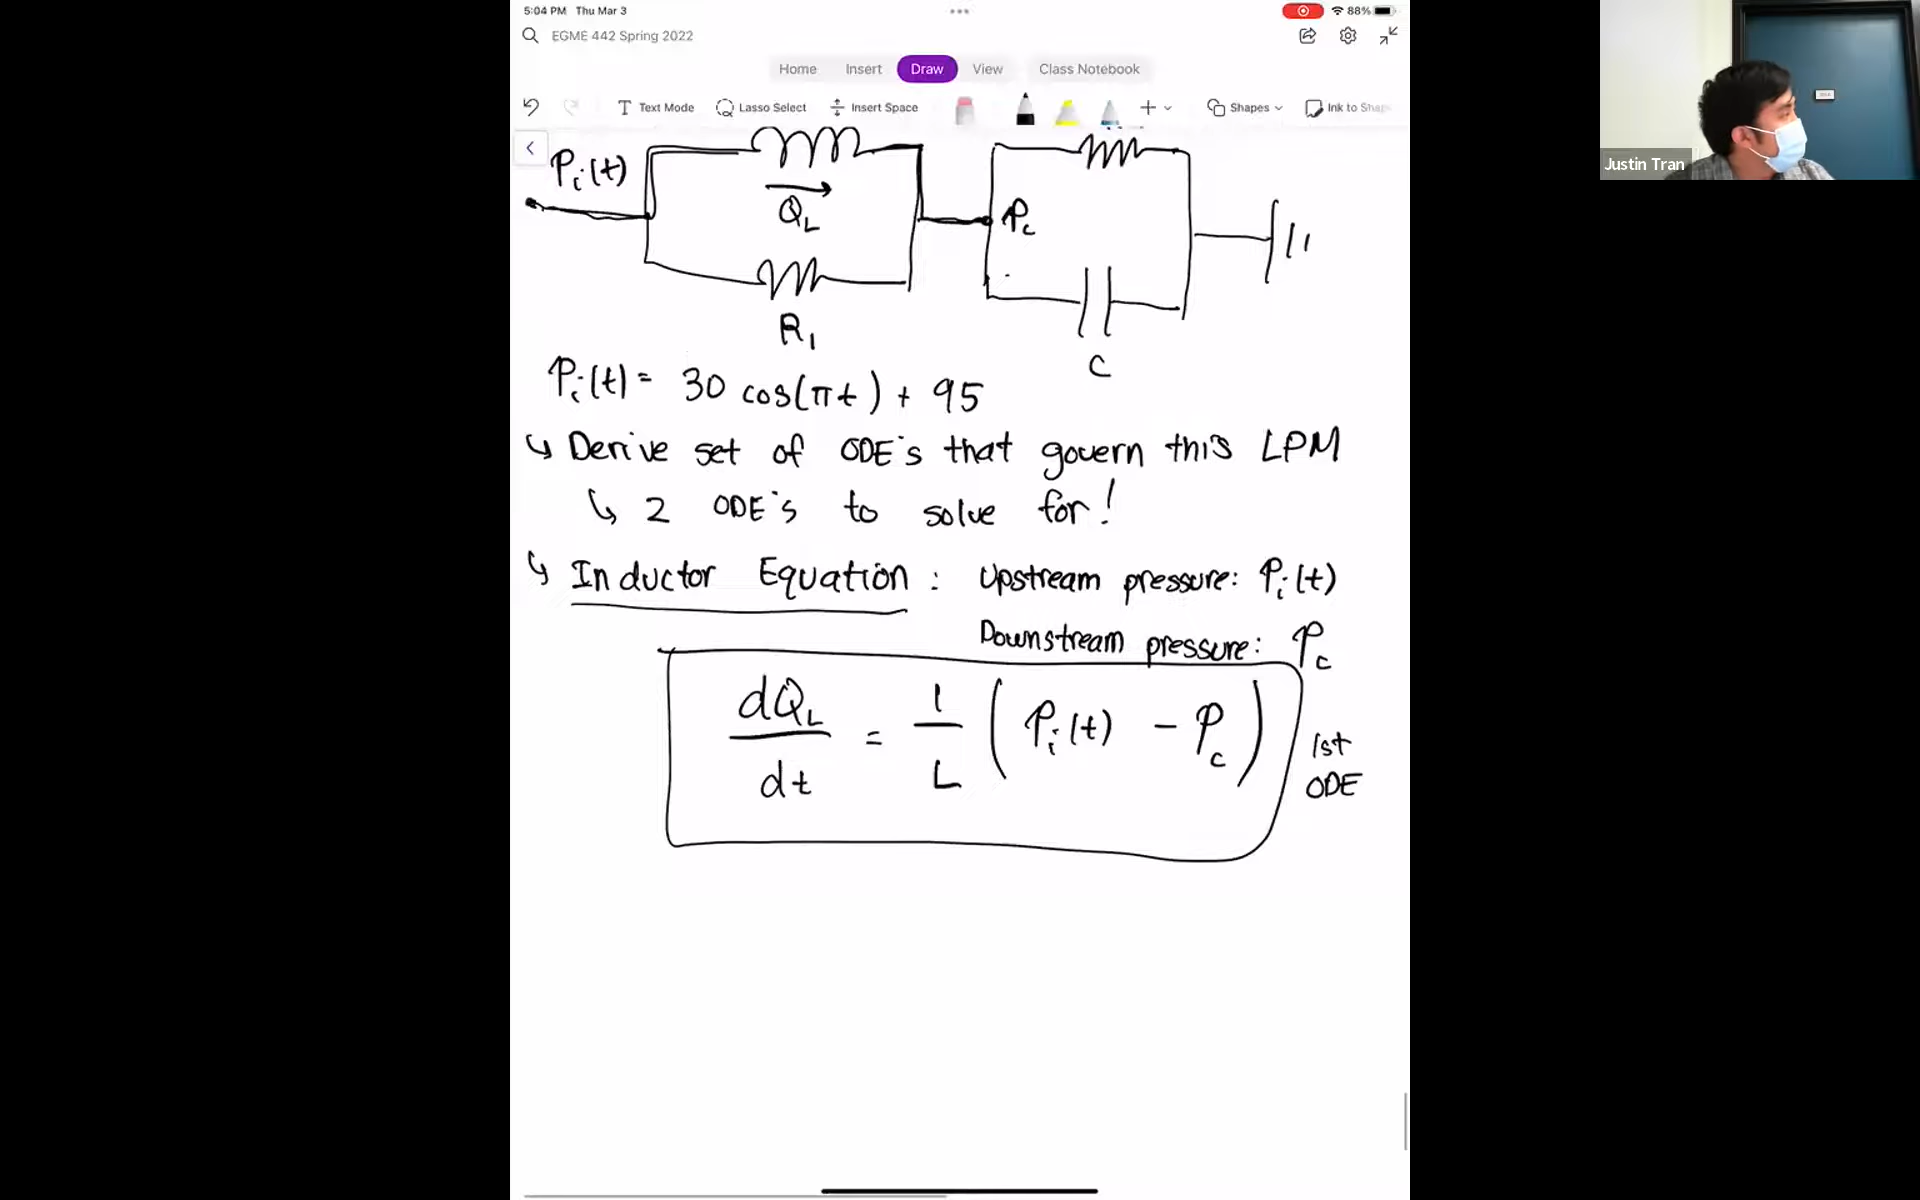 5:04 PM Thu Mar 3
88%
EGME 442 Spring 2022
Home Insert Draw View Class Notebook
Text Mode Lasso Select Insert Space Shapes Ink to Shap
Justin Tran
Pi(t)
QL
Pc
R1
C
Pi(t) = 30 cos(πt) + 95
↳ Derive set of ODE's that govern this LPM
↳ 2 ODE's to solve for!
↳ Inductor Equation : Upstream pressure: Pi(t)
Downstream pressure: Pc
dQL/dt = 1/L (Pi(t) - Pc)
1st
ODE